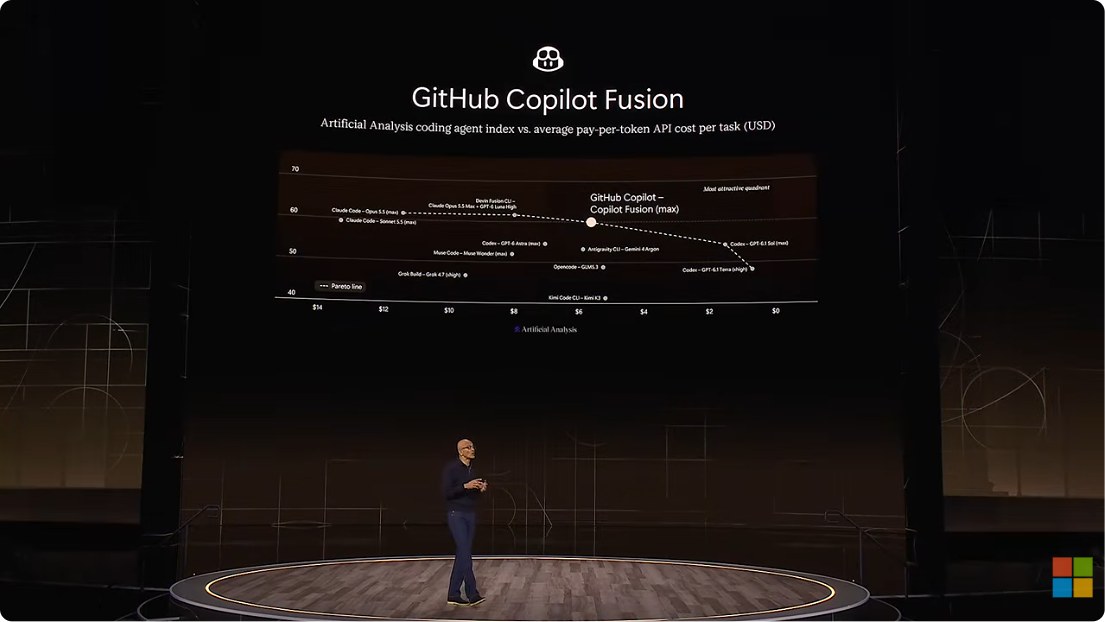 GitHub Copilot Fusion
Artificial Analysis coding agent index vs. average pay-per-token API cost per task (USD)
70
Most attractive quadrant
GitHub Copilot –
Copilot Fusion (max)
Devin Fusion CLI –
Claude Opus 5.5 Max + GPT-6 Luna High
60
Claude Code – Opus 5.5 (max)
Claude Code – Sonnet 5.5 (max)
Codex – GPT-6 Astra (max)
Codex – GPT-6.1 Sol (max)
50
Muse Code – Muse Wonder (max)
Antigravity CLI – Gemini 4 Argon
Grok Build – Grok 4.7 (xhigh)
Opencode – GLM5.3
Codex – GPT-6.1 Terra (xhigh)
40
Pareto line
Kimi Code CLI – Kimi K3
$14
$12
$10
$8
$6
$4
$2
$0
Artificial Analysis